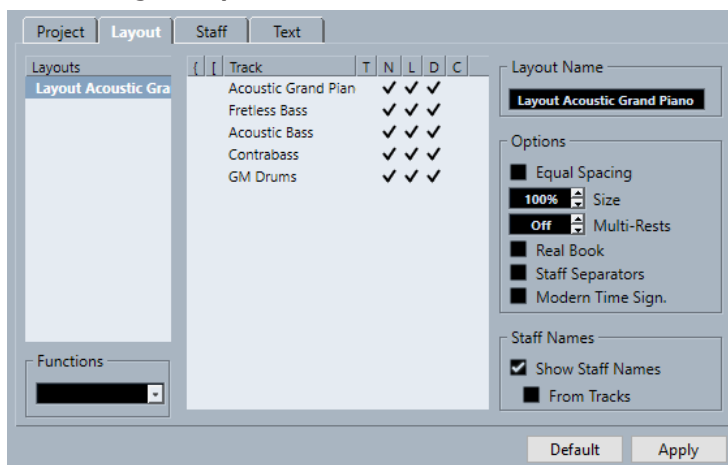 Project Layout Staff Text
Layouts
Layout Acoustic Gra
{ [ Track T N L D C
Acoustic Grand Pian ✓ ✓ ✓
Fretless Bass ✓ ✓ ✓
Acoustic Bass ✓ ✓ ✓
Contrabass ✓ ✓ ✓
GM Drums ✓ ✓ ✓
Layout Name
Layout Acoustic Grand Piano
Options
Equal Spacing
100% Size
Off Multi-Rests
Real Book
Staff Separators
Modern Time Sign.
Staff Names
Show Staff Names
From Tracks
Functions
Default Apply